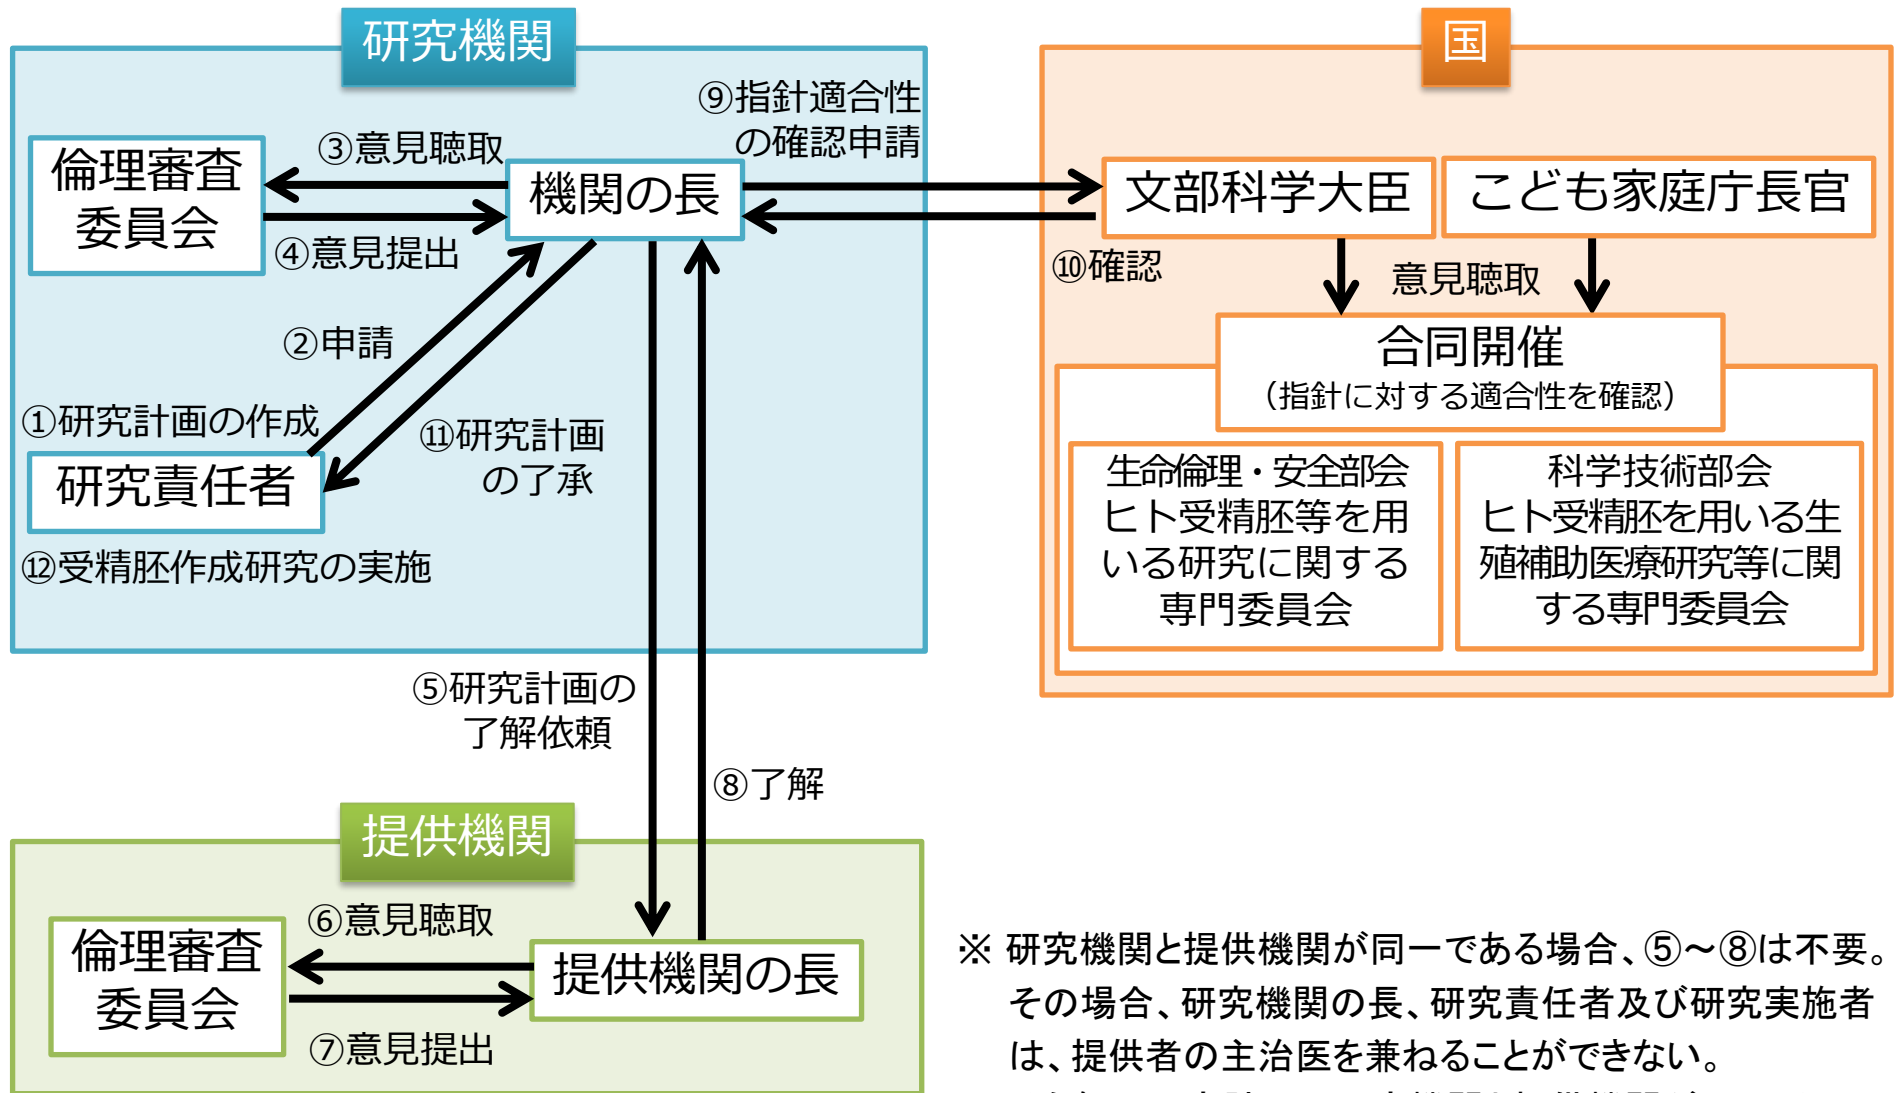 研究機関
⑨指針適合性
の確認申請
③意見聴取
倫理審査
委員会
機関の長
④意見提出
②申請
①研究計画の作成
⑪研究計画
の了承
研究責任者
⑫受精胚作成研究の実施
国
文部科学大臣
こども家庭庁長官
⑩確認
意見聴取
合同開催
（指針に対する適合性を確認）
生命倫理・安全部会
ヒト受精胚等を用
いる研究に関する
専門委員会
科学技術部会
ヒト受精胚を用いる生
殖補助医療研究等に関
する専門委員会
⑤研究計画の
了解依頼
⑧了解
提供機関
⑥意見聴取
倫理審査
委員会
提供機関の長
⑦意見提出
※ 研究機関と提供機関が同一である場合、⑤～⑧は不要。
その場合、研究機関の長、研究責任者及び研究実施者
は、提供者の主治医を兼ねることができない。